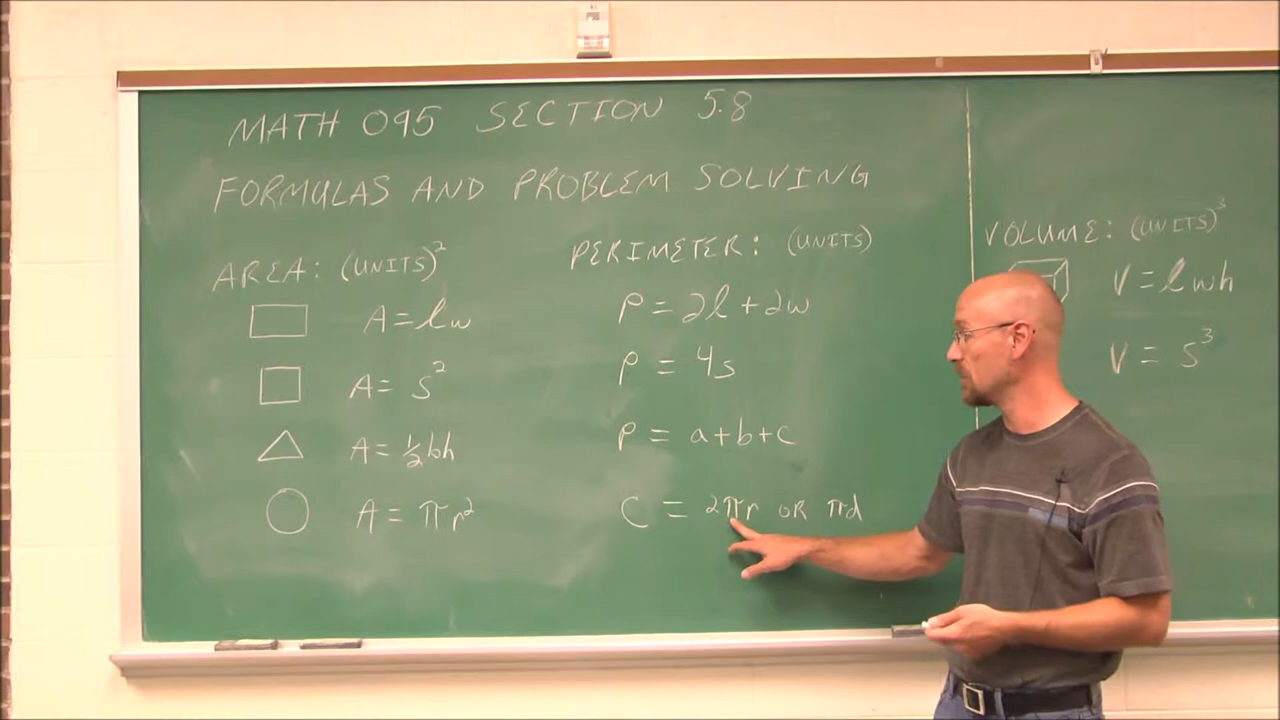 MATH 095 SECTION 5.8
FORMULAS AND PROBLEM SOLVING
AREA: (UNITS)²
A = lw
A = s²
A = ½bh
A = πr²
PERIMETER: (UNITS)
P = 2l + 2w
P = 4s
P = a+b+c
C = 2πr OR πd
VOLUME: (UNITS)³
V = lwh
V = s³